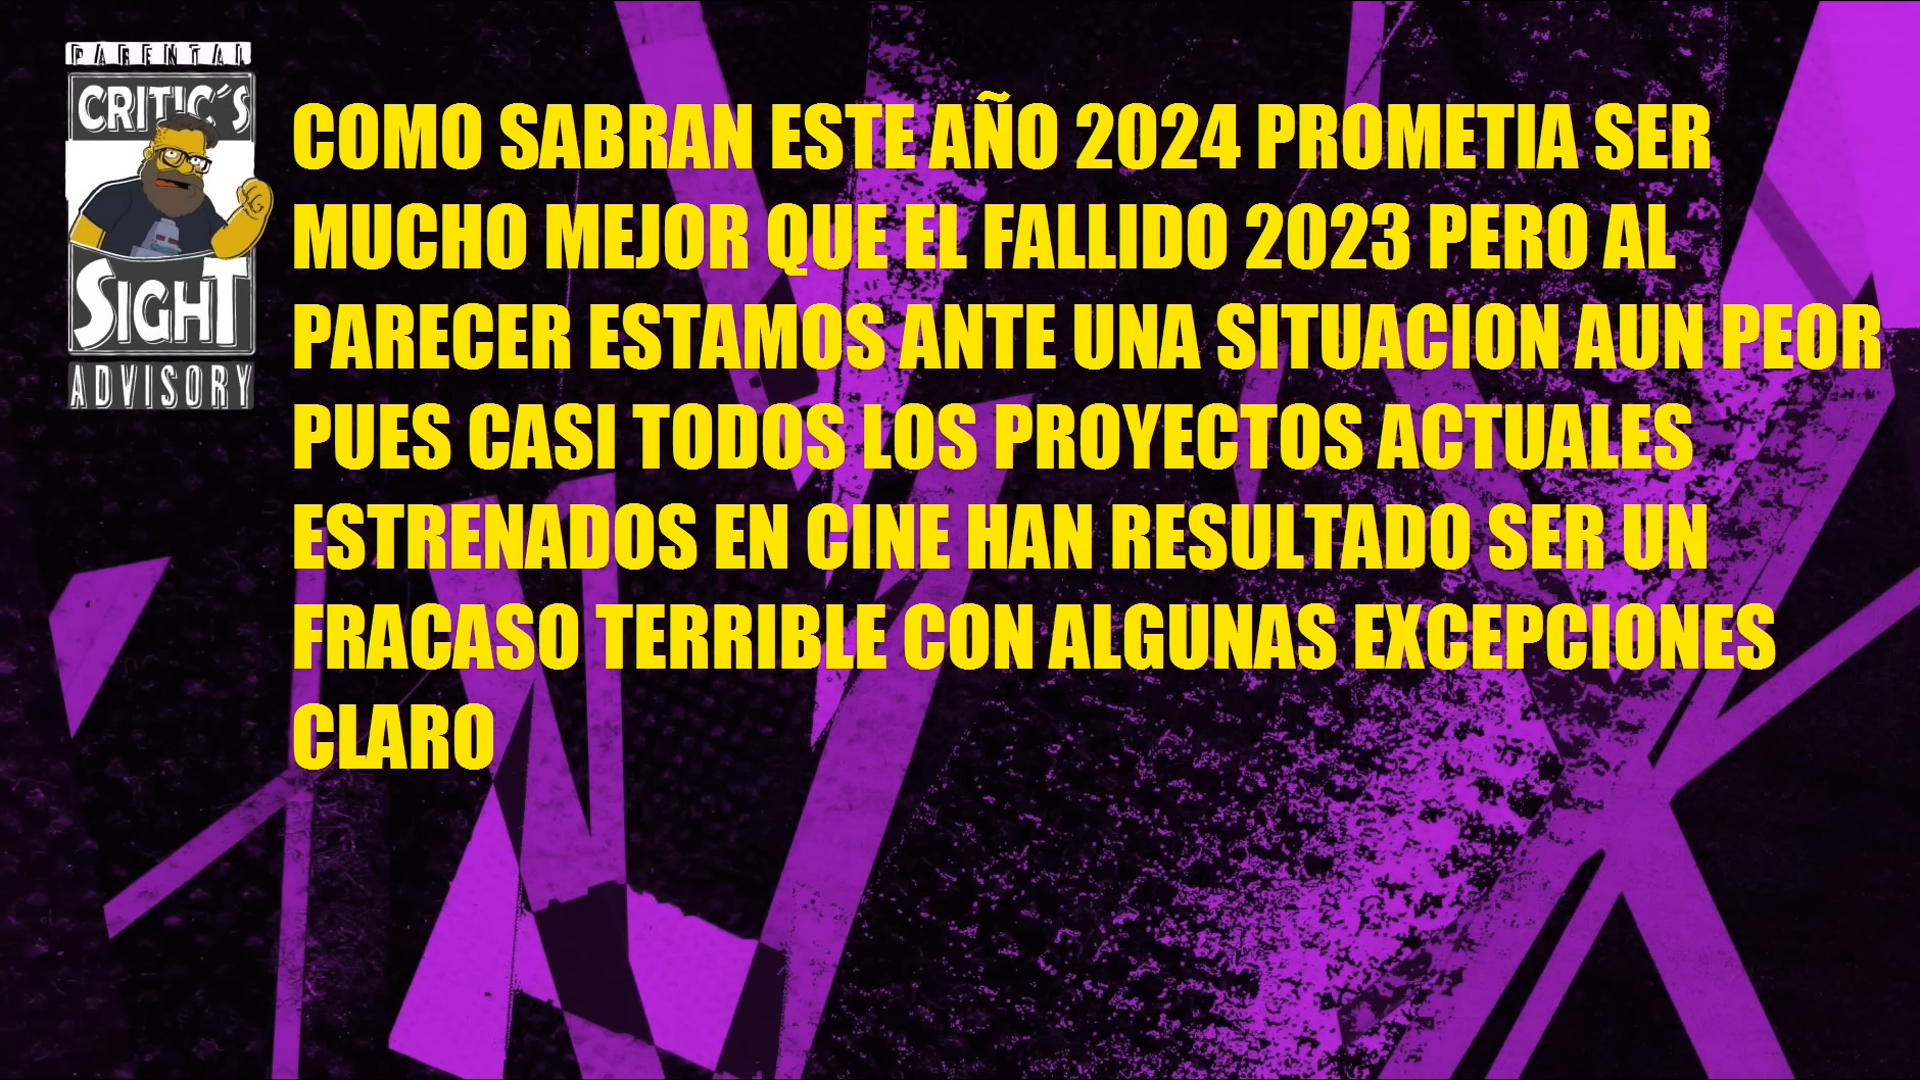 PARENTAL
CRITIC´S
SIGHT
ADVISORY
COMO SABRAN ESTE AÑO 2024 PROMETIA SER
MUCHO MEJOR QUE EL FALLIDO 2023 PERO AL
PARECER ESTAMOS ANTE UNA SITUACION AUN PEOR
PUES CASI TODOS LOS PROYECTOS ACTUALES
ESTRENADOS EN CINE HAN RESULTADO SER UN
FRACASO TERRIBLE CON ALGUNAS EXCEPCIONES
CLARO